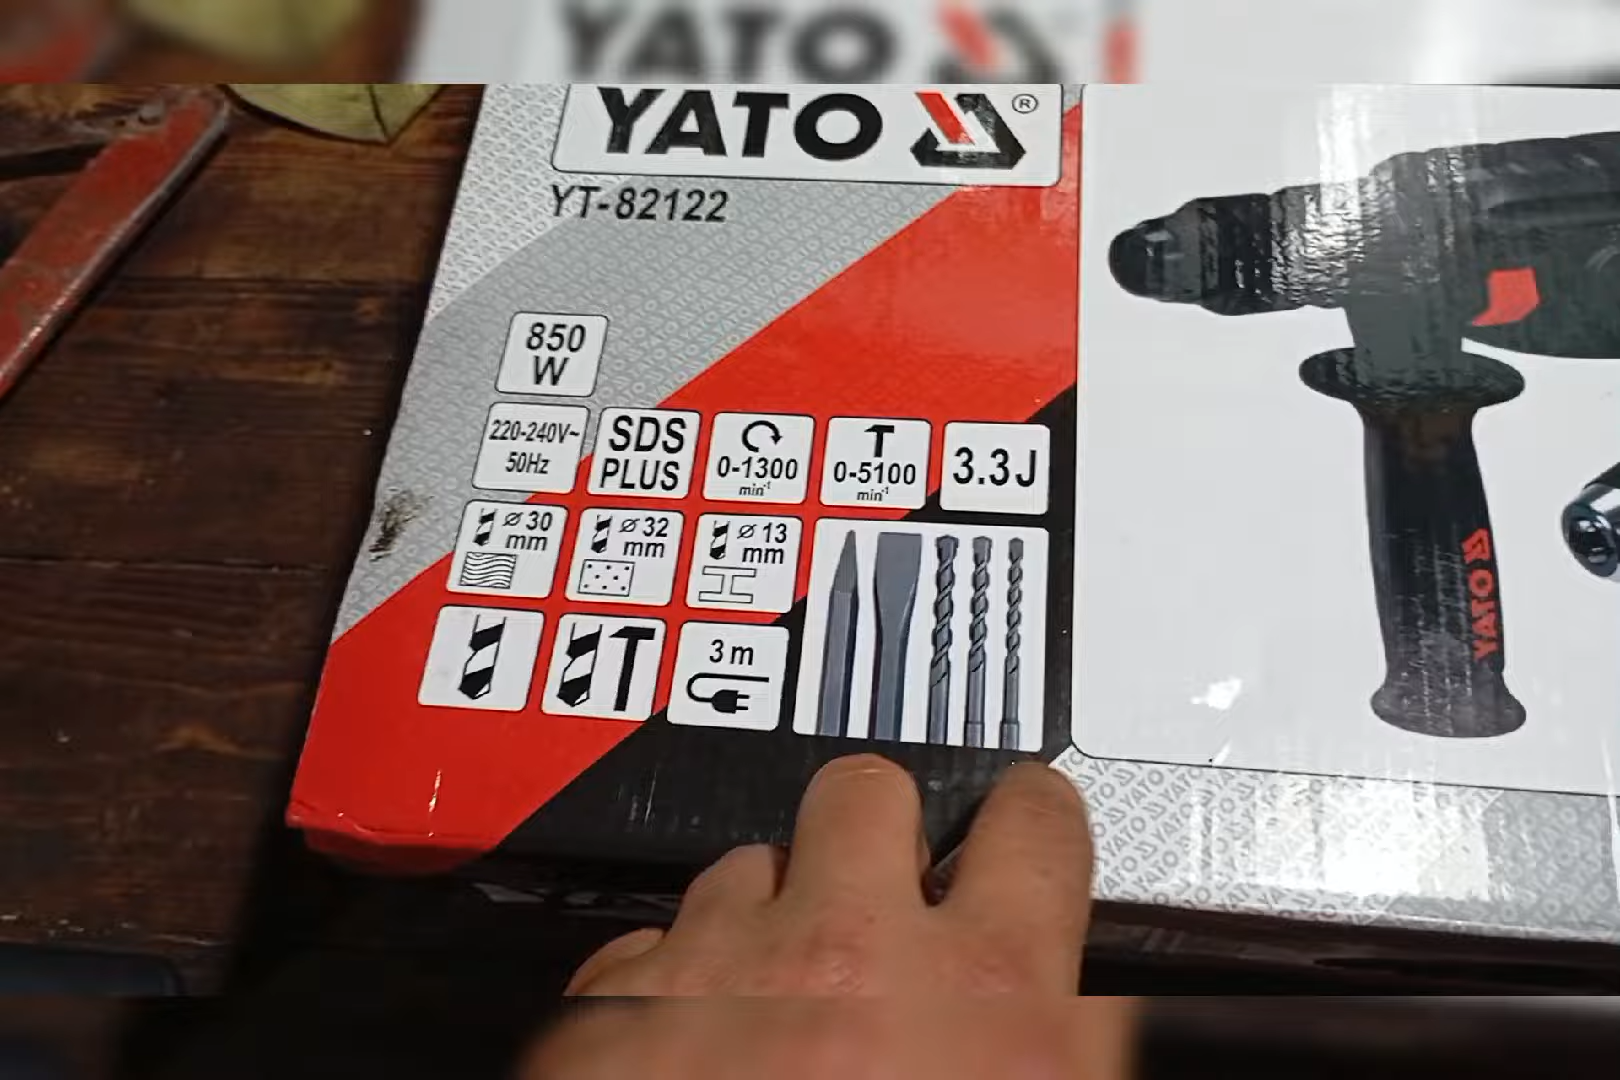 YATO
YATO ®
YT-82122
850
W
220-240V~
50Hz
SDS
PLUS
0-1300
min⁻¹
0-5100
min⁻¹
3.3J
⌀ 30
mm
⌀ 32
mm
⌀ 13
mm
3 m
YATO